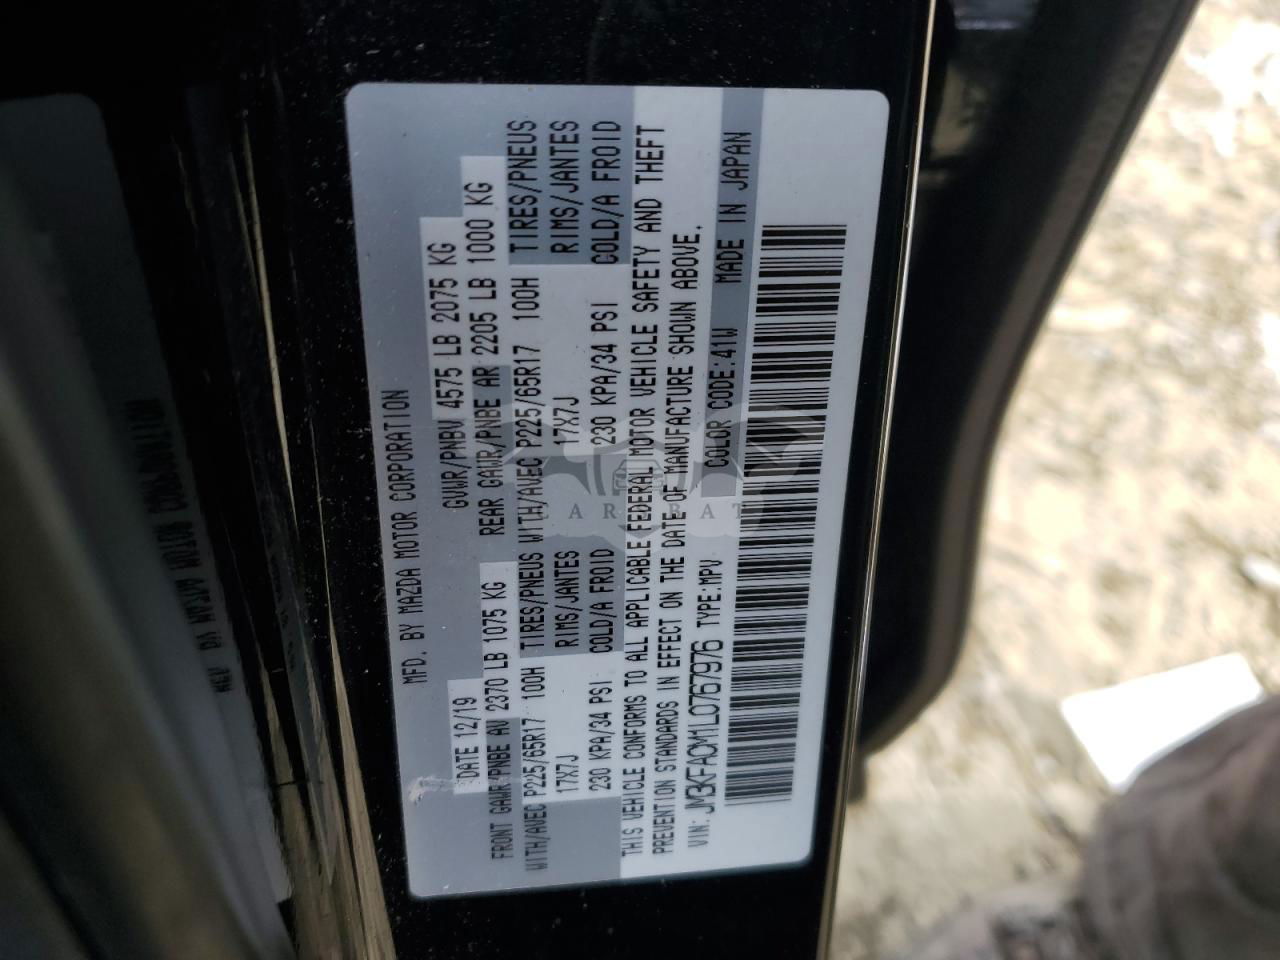 MFD. BY MAZDA MOTOR CORPORATION
DATE 12/19 GVWR/PNBV 4575 LB 2075 KG
FRONT GAWR/PNBE AV 2370 LB 1075 KG REAR GAWR/PNBE AR 2205 LB 1000 KG
WITH/AVEC P225/65R17 100H TIRES/PNEUS WITH/AVEC P225/65R17 100H TIRES/PNEUS
17X7J RIMS/JANTES 17X7J RIMS/JANTES
230 KPA/34 PSI COLD/A FROID 230 KPA/34 PSI COLD/A FROID
THIS VEHICLE CONFORMS TO ALL APPLICABLE FEDERAL MOTOR VEHICLE SAFETY AND THEFT
PREVENTION STANDARDS IN EFFECT ON THE DATE OF MANUFACTURE SHOWN ABOVE.
VIN: JM3KFACM1L0767976 TYPE:MPV COLOR CODE:41W MADE IN JAPAN
CAR BAT